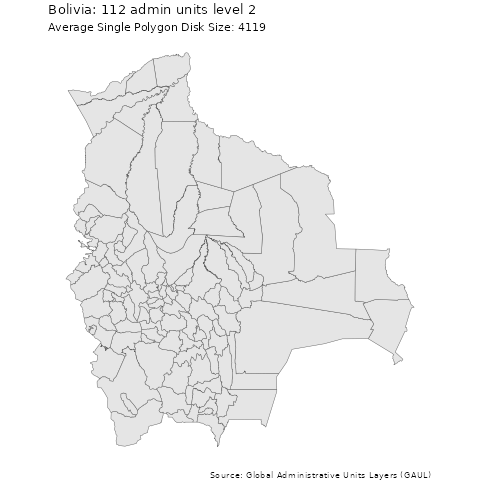 Bolivia: 112 admin units level 2
Average Single Polygon Disk Size: 4119
Source: Global Administrative Units Layers (GAUL)